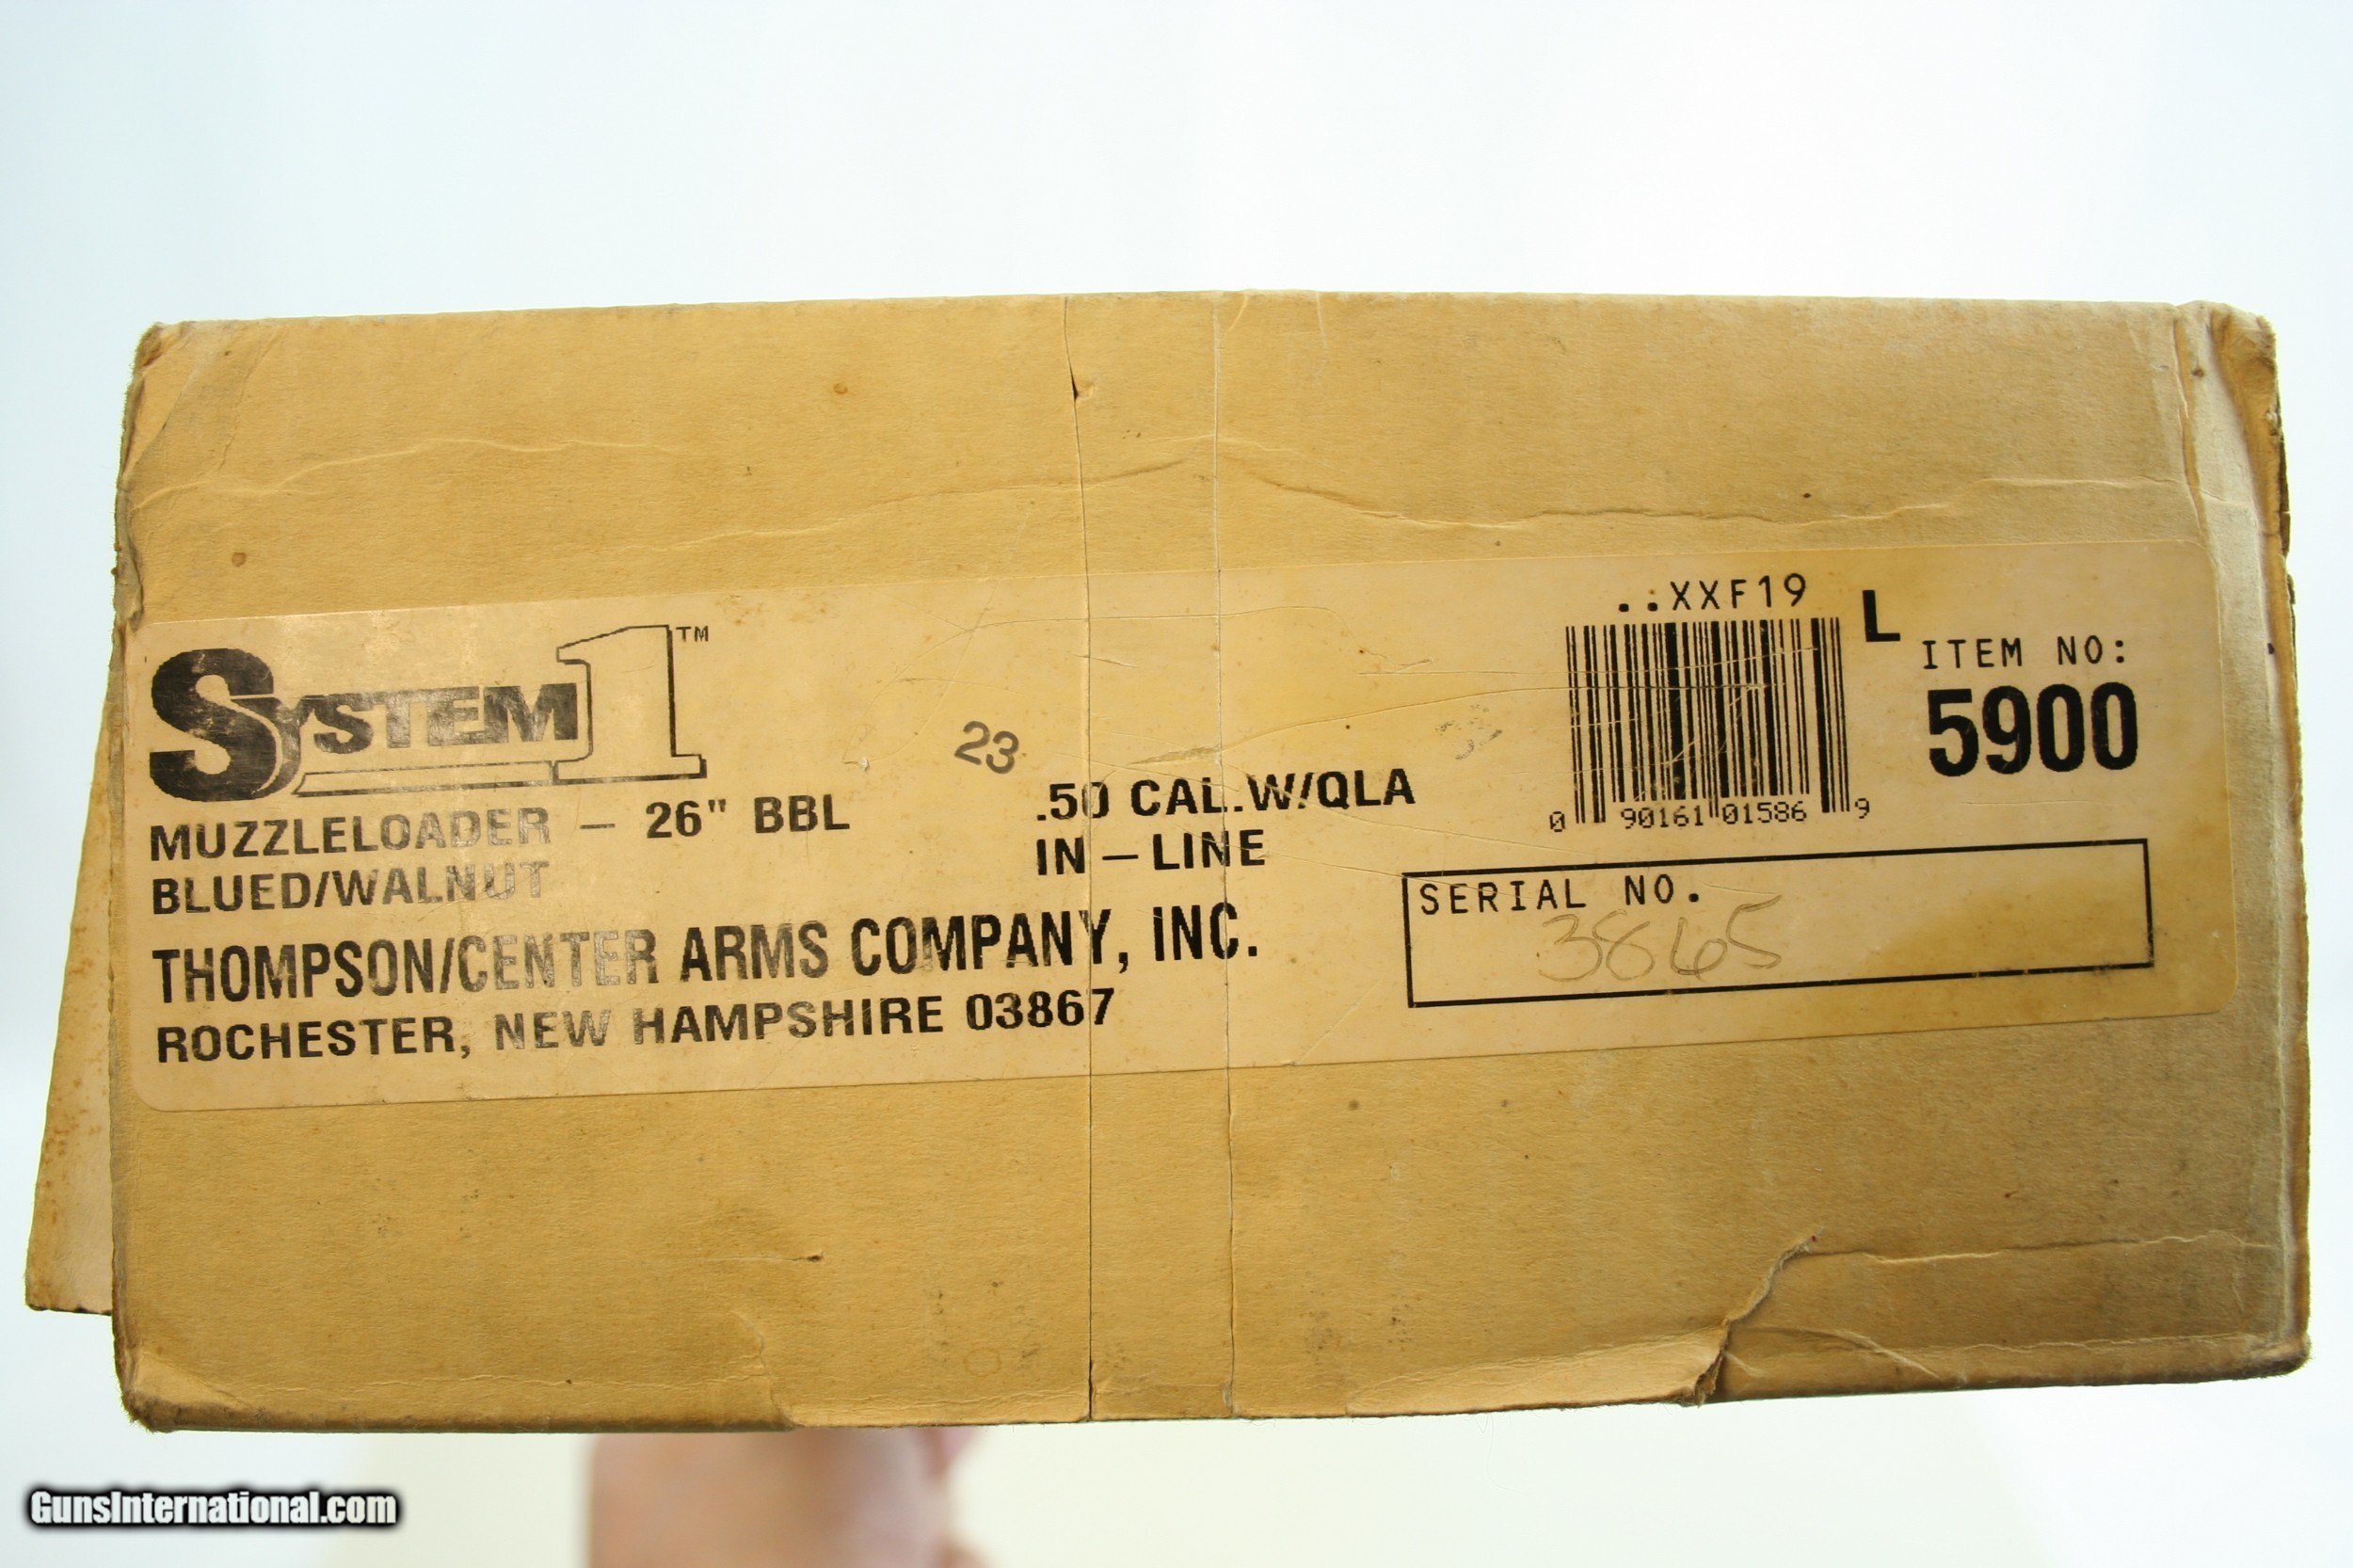 SYSTEM 1™
MUZZLELOADER – 26" BBL
BLUED/WALNUT
23
.50 CAL.W/QLA
IN–LINE
THOMPSON/CENTER ARMS COMPANY, INC.
ROCHESTER, NEW HAMPSHIRE 03867
..XXF19
L
0 90161 01586 9
ITEM NO:
5900
SERIAL NO.
3865
GunsInternational.com